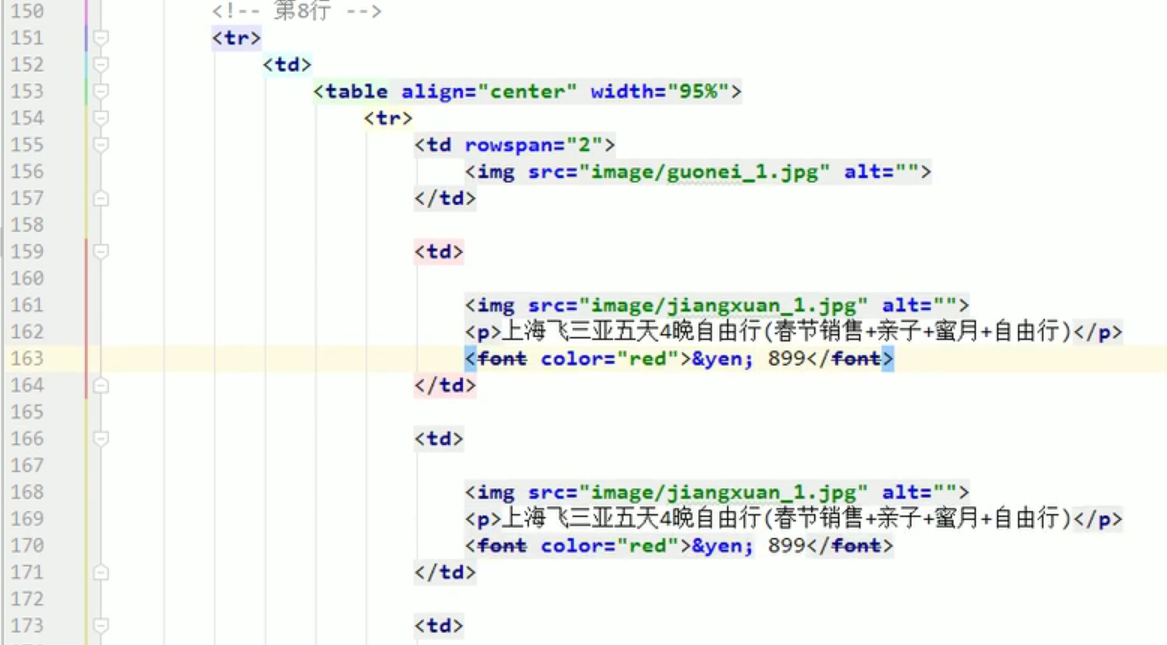 150 <!-- 第8行 -->
151 <tr>
152 <td>
153 <table align="center" width="95%">
154 <tr>
155 <td rowspan="2">
156 <img src="image/guonei_1.jpg" alt="">
157 </td>
158
159 <td>
160
161 <img src="image/jiangxuan_1.jpg" alt="">
162 <p>上海飞三亚五天4晚自由行(春节销售+亲子+蜜月+自由行)</p>
163 <font color="red">&yen; 899</font>
164 </td>
165
166 <td>
167
168 <img src="image/jiangxuan_1.jpg" alt="">
169 <p>上海飞三亚五天4晚自由行(春节销售+亲子+蜜月+自由行)</p>
170 <font color="red">&yen; 899</font>
171 </td>
172
173 <td>